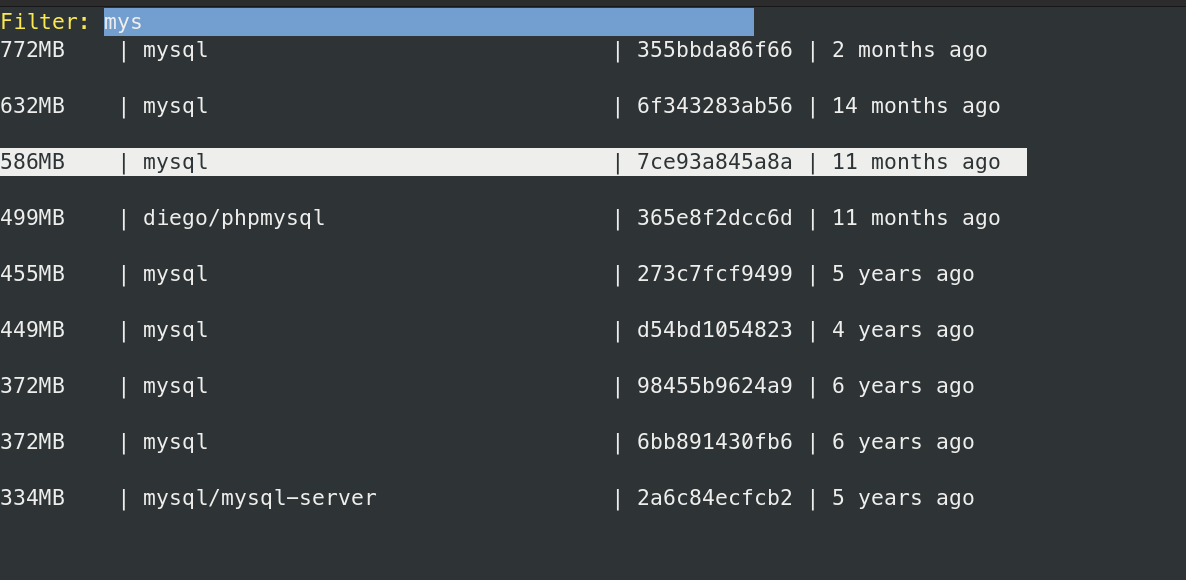 Filter: mys
772MB    | mysql                               | 355bbda86f66 | 2 months ago
632MB    | mysql                               | 6f343283ab56 | 14 months ago
586MB    | mysql                               | 7ce93a845a8a | 11 months ago
499MB    | diego/phpmysql                      | 365e8f2dcc6d | 11 months ago
455MB    | mysql                               | 273c7fcf9499 | 5 years ago
449MB    | mysql                               | d54bd1054823 | 4 years ago
372MB    | mysql                               | 98455b9624a9 | 6 years ago
372MB    | mysql                               | 6bb891430fb6 | 6 years ago
334MB    | mysql/mysql-server                  | 2a6c84ecfcb2 | 5 years ago